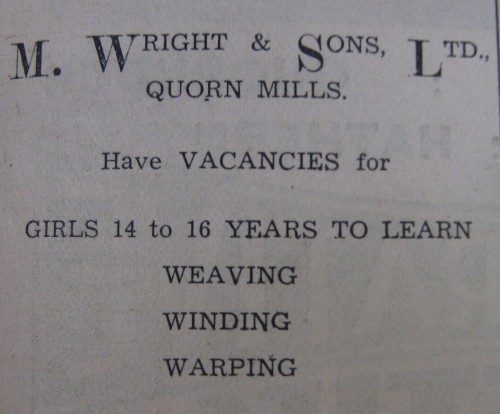 M. WRIGHT & SONS, LTD.,
QUORN MILLS.
Have VACANCIES for
GIRLS 14 to 16 YEARS TO LEARN
WEAVING
WINDING
WARPING